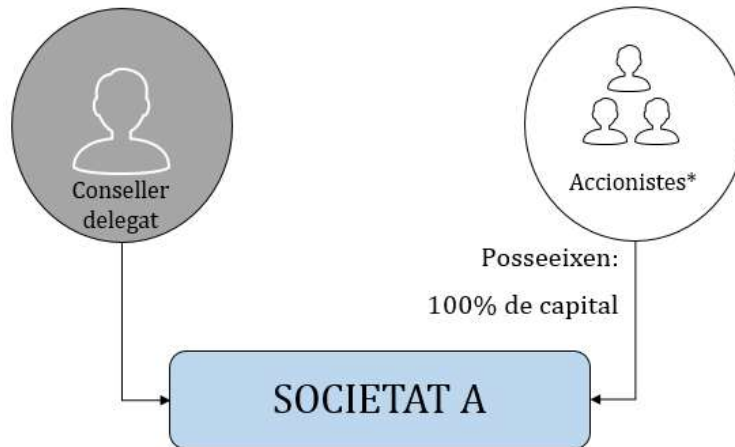 Conseller
delegat
Accionistes*
Posseeixen:
100% de capital
SOCIETAT A